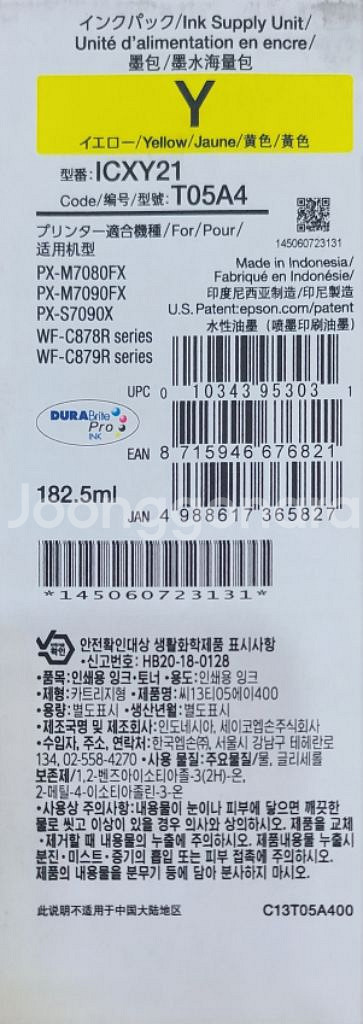 インクパック/Ink Supply Unit/
Unité d'alimentation en encre/
墨包/墨水海量包
Y
イエロー/Yellow/Jaune/黄色/黃色
型番:ICXY21
Code/编号/型號: T05A4
プリンター適合機種/For/Pour/
适用机型
145060723131
PX-M7080FX
PX-M7090FX
PX-S7090X
WF-C878R series
WF-C879R series
Made in Indonesia/
Fabriqué en Indonésie/
印度尼西亚制造/印尼製造
U.S.Patent:epson.com/patent
水性油墨（喷墨印刷油墨）
UPC 0 10343 95303 1
DURABrite
Pro
INK
EAN 8 715946 676821
182.5ml
JAN 4 988617 365827
Joonggonara
*145060723131*
안전확인대상 생활화학제품 표시사항
•신고번호: HB20-18-0128
•품목:인쇄용 잉크•토너 •용도:인쇄용 잉크
•제형:카트리지형 •제품명:씨13티05에이400
•용량:별도표시 •생산년월:별도표시
•제조국명 및 제조회사:인도네시아, 세이코엡손주식회사
•수입자, 주소, 연락처:한국엡손㈜, 서울시 강남구 테헤란로
134, 02-558-4270 •사용 물질:주요물질/물, 글리세롤
보존제/1,2-벤즈아이소티아졸-3(2H)-온,
2-메틸-4-이소티아졸린-3-온
•사용상 주의사항:내용물이 눈이나 피부에 닿으면 깨끗한
물로 씻고 이상이 있을 경우 의사와 상의하시오. 제품을 교체
•제거할 때 내용물의 누출에 주의하시오. 제품내용물 누출시
분진•미스트•증기의 흡입 또는 피부 접촉에 주의하시오.
제품의 내용물을 분무기 등에 담아 분사하지 마시오.
此说明不适用于中国大陆地区
C13T05A400